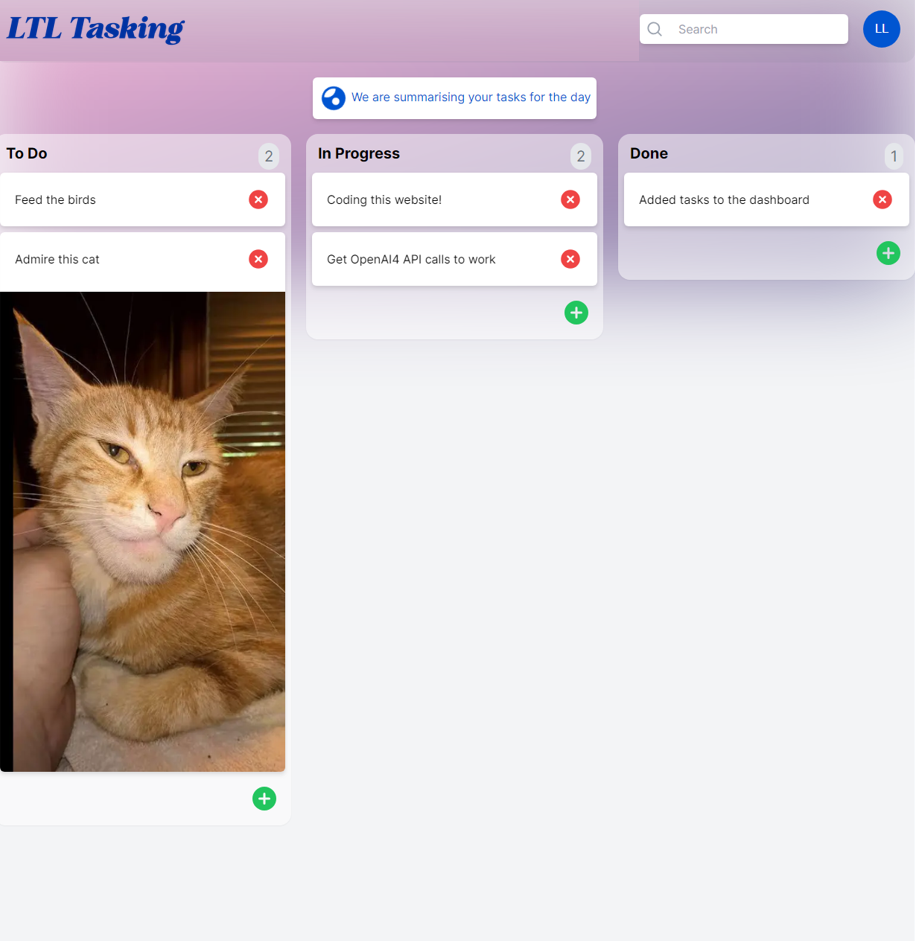 LTL Tasking
Search
LL
We are summarising your tasks for the day
To Do
2
Feed the birds
Admire this cat
In Progress
2
Coding this website!
Get OpenAI4 API calls to work
Done
1
Added tasks to the dashboard